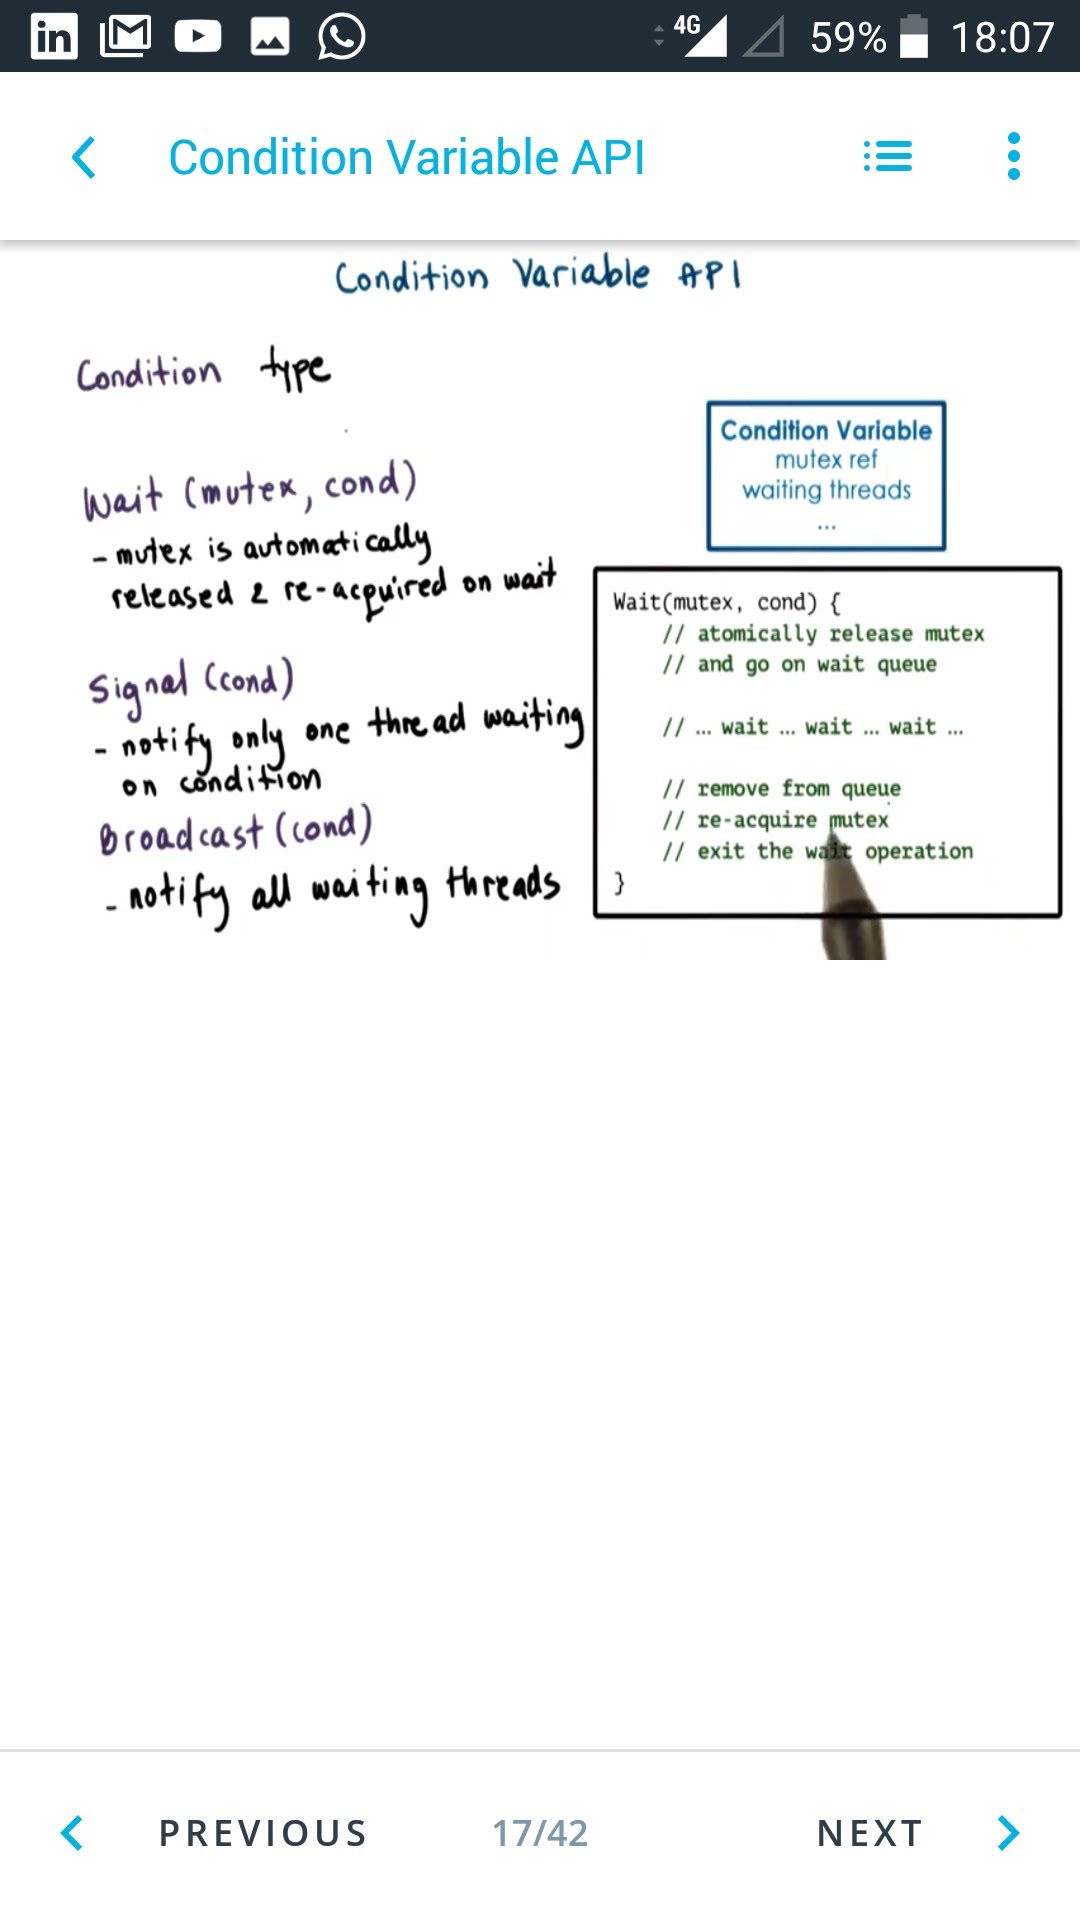 in
4G
59%
18:07
Condition Variable API
Condition Variable API
Condition type
Wait (mutex, cond)
- mutex is automatically
released & re-acquired on wait
Signal (cond)
- notify only one thread waiting
on condition
Broadcast (cond)
- notify all waiting threads
Condition Variable
mutex ref
waiting threads
...
Wait(mutex, cond) {
// atomically release mutex
// and go on wait queue
// ... wait ... wait ... wait ...
// remove from queue
// re-acquire mutex
// exit the wait operation
}
PREVIOUS
17/42
NEXT